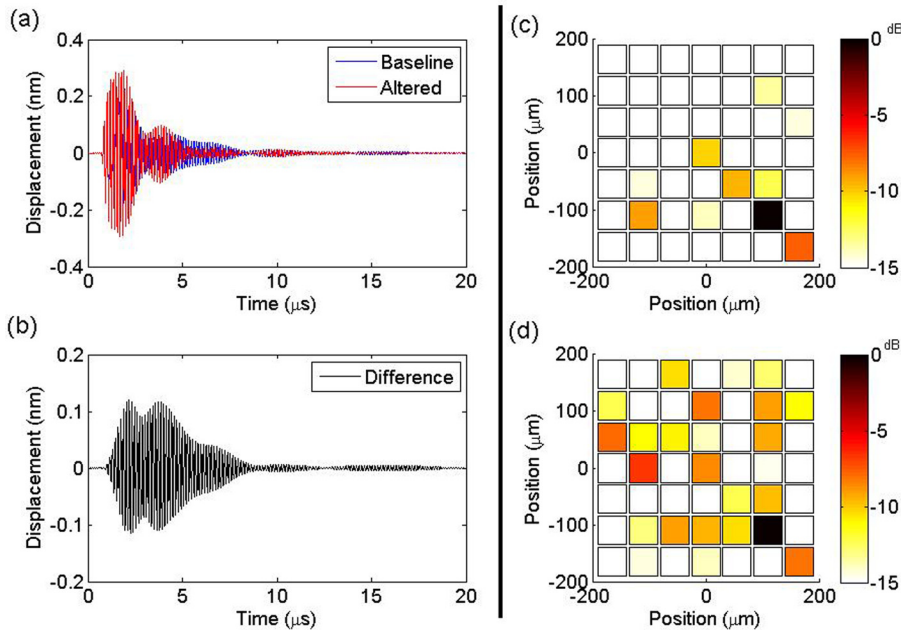 (a)
0.4
0.2
0
-0.2
-0.4
Displacement (nm)
Baseline
Altered
0 5 10 15 20
Time (μs)
(b)
0.2
0.1
0
-0.1
-0.2
Displacement (nm)
Difference
0 5 10 15 20
Time (μs)
(c)
200
100
0
-100
-200
Position (μm)
-200 0 200
Position (μm)
dB
0
-5
-10
-15
(d)
200
100
0
-100
-200
Position (μm)
-200 0 200
Position (μm)
dB
0
-5
-10
-15